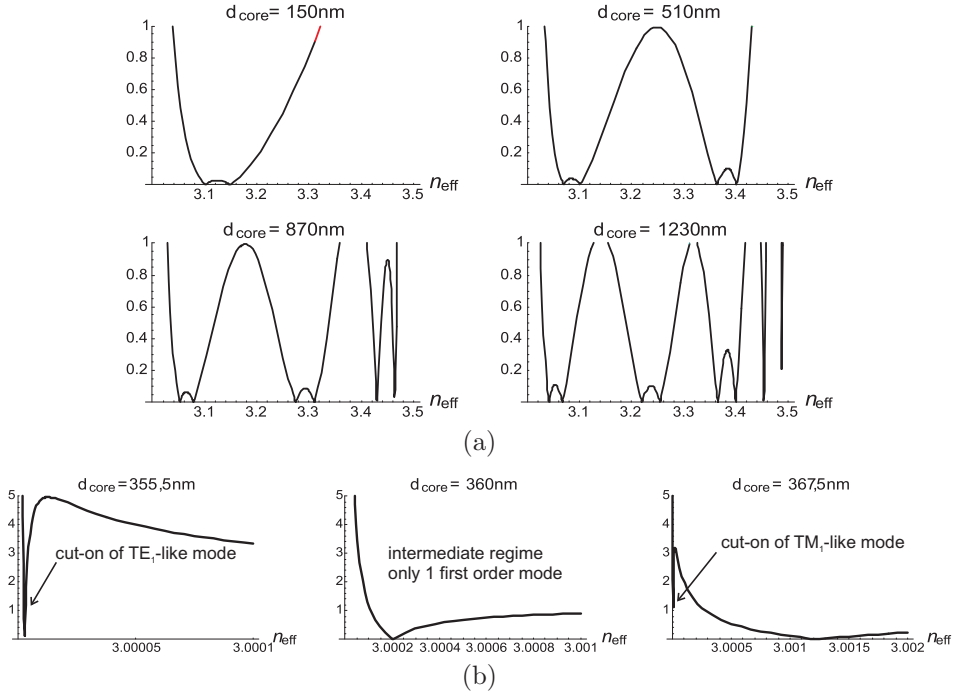 d core = 150nm
1
0.8
0.6
0.4
0.2
3.1 3.2 3.3 3.4 3.5
n eff
d core = 510nm
1
0.8
0.6
0.4
0.2
3.1 3.2 3.3 3.4 3.5
n eff
d core = 870nm
1
0.8
0.6
0.4
0.2
3.1 3.2 3.3 3.4 3.5
n eff
d core = 1230nm
1
0.8
0.6
0.4
0.2
3.1 3.2 3.3 3.4 3.5
n eff
(a)
d core = 355,5nm
5
4
3
2
1
cut-on of TE₁-like mode
3.00005 3.0001
n eff
d core = 360nm
5
4
3
2
1
intermediate regime
only 1 first order mode
3.0002 3.0004 3.0006 3.0008 3.001
n eff
d core = 367,5nm
5
4
3
2
1
cut-on of TM₁-like mode
3.0005 3.001 3.0015 3.002
n eff
(b)